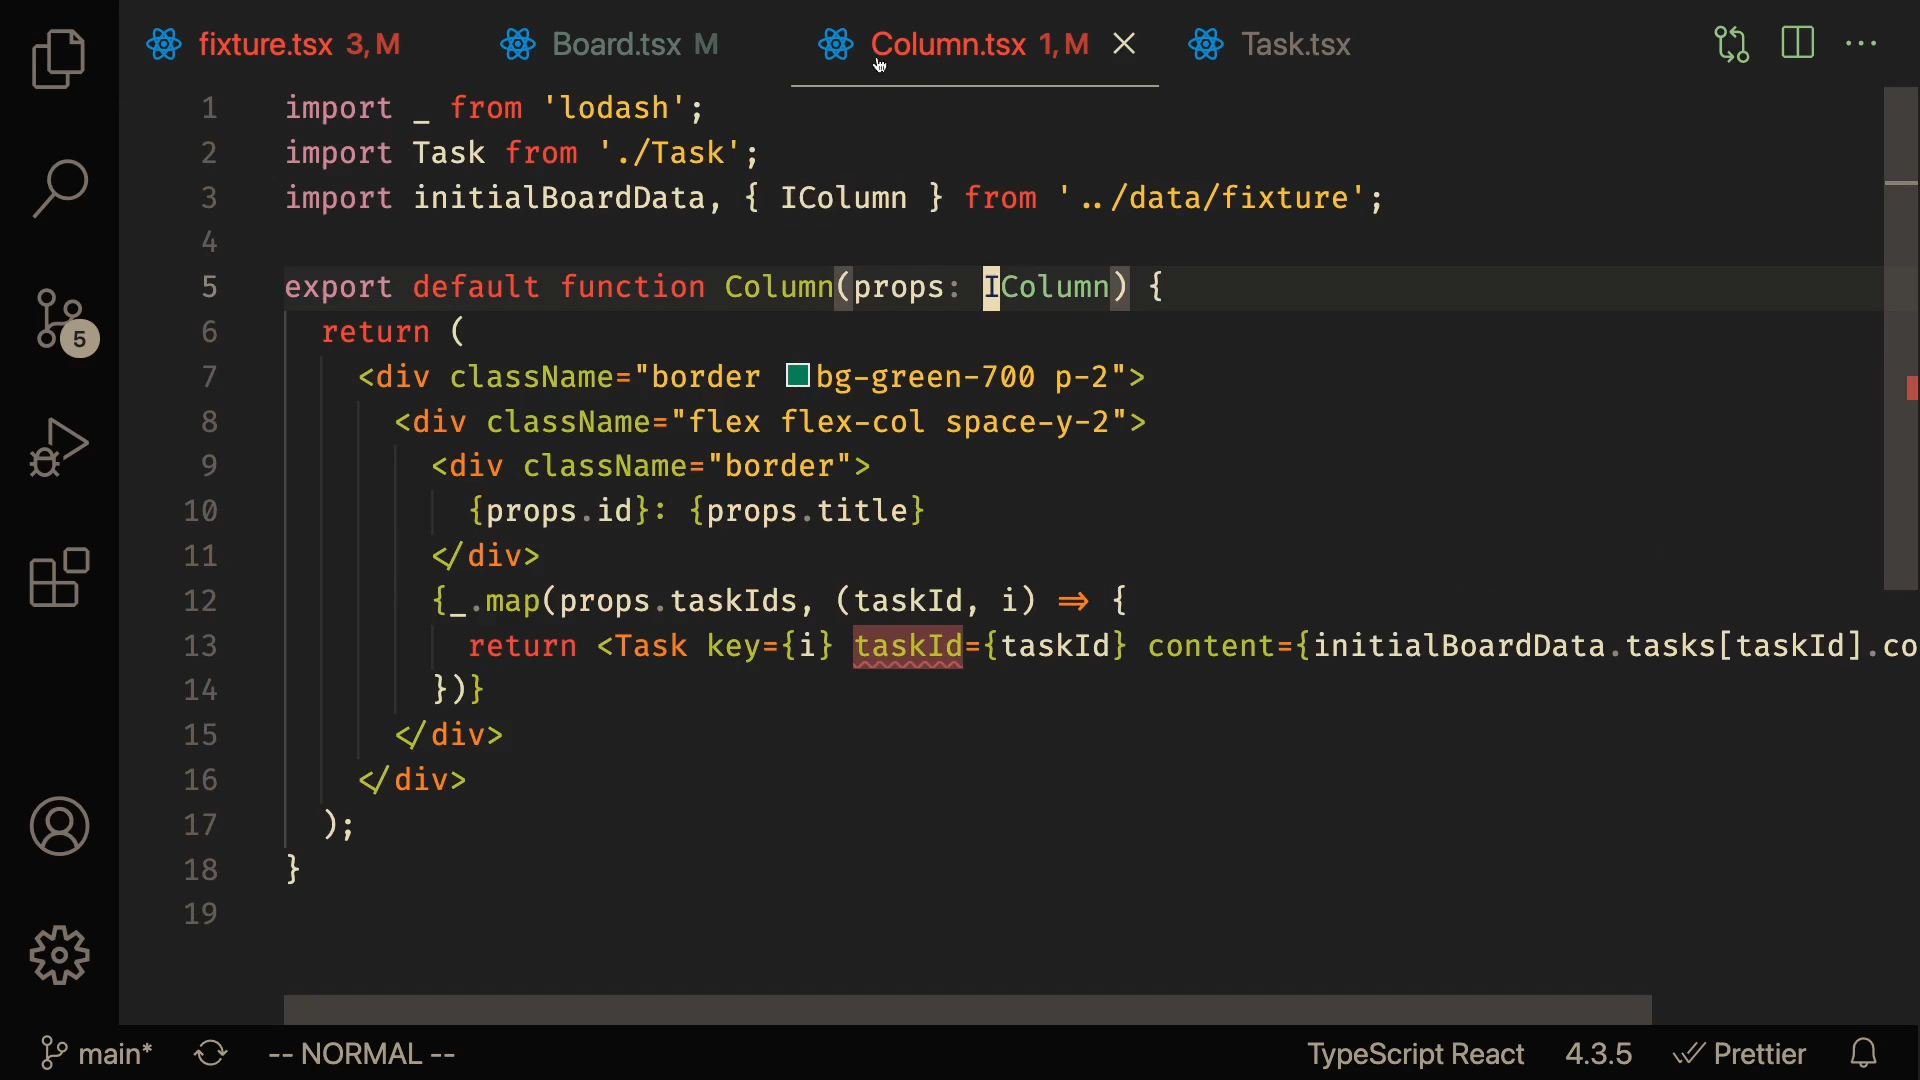 fixture.tsx 3, M Board.tsx M Column.tsx 1, M Task.tsx
1 import _ from 'lodash';
2 import Task from './Task';
3 import initialBoardData, { IColumn } from '../data/fixture';
4
5 export default function Column(props: IColumn) {
6 return (
7 <div className="border bg-green-700 p-2">
8 <div className="flex flex-col space-y-2">
9 <div className="border">
10 {props.id}: {props.title}
11 </div>
12 {_.map(props.taskIds, (taskId, i) => {
13 return <Task key={i} taskId={taskId} content={initialBoardData.tasks[taskId].co
14 })}
15 </div>
16 </div>
17 );
18 }
19
5
main* -- NORMAL -- TypeScript React 4.3.5 Prettier